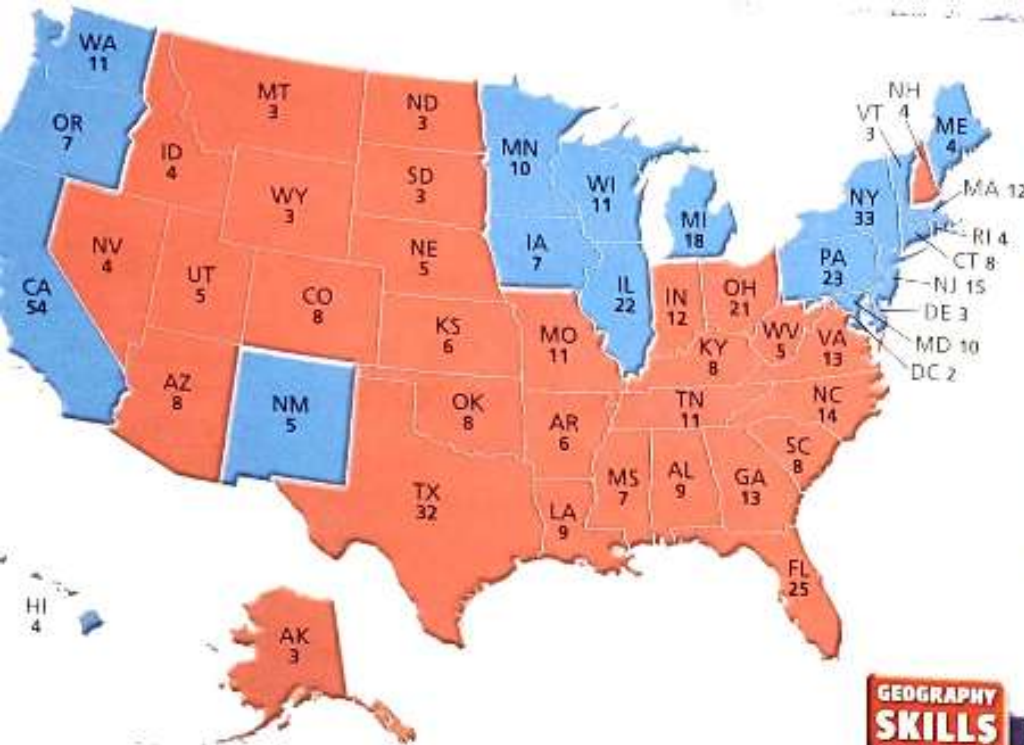 WA
11
OR
7
CA
54
NV
4
ID
4
MT
3
WY
3
UT
5
CO
8
AZ
8
NM
5
ND
3
SD
3
NE
5
KS
6
OK
8
TX
32
MN
10
IA
7
MO
11
AR
6
LA
9
WI
11
IL
22
MI
18
IN
12
OH
21
KY
8
TN
11
MS
7
AL
9
GA
13
FL
25
SC
8
NC
14
VA
13
WV
5
PA
23
NY
33
VT
3
NH
4
ME
4
MA 12
RI 4
CT 8
NJ 15
DE 3
MD 10
DC 2
HI
4
AK
3
GEOGRAPHY
SKILLS